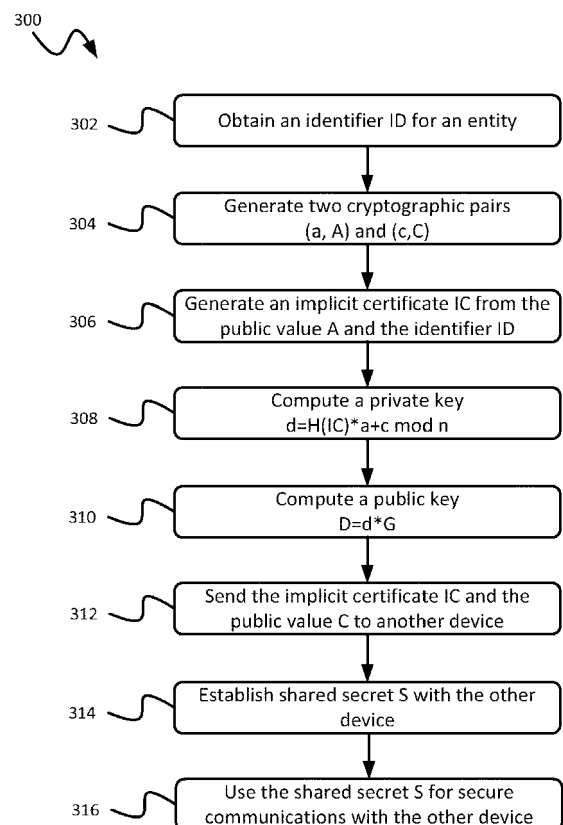 300
302
Obtain an identifier ID for an entity
304
Generate two cryptographic pairs
(a, A) and (c,C)
306
Generate an implicit certificate IC from the
public value A and the identifier ID
308
Compute a private key
d=H(IC)*a+c mod n
310
Compute a public key
D=d*G
312
Send the implicit certificate IC and the
public value C to another device
314
Establish shared secret S with the other
device
316
Use the shared secret S for secure
communications with the other device